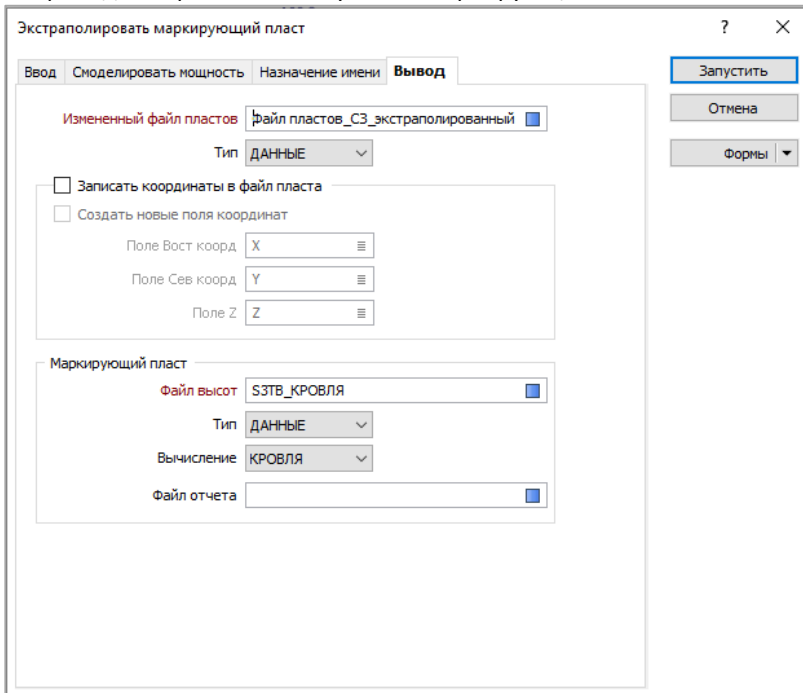 Экстраполировать маркирующий пласт ? ×
Ввод Смоделировать мощность Назначение имени Вывод
Запустить
Отмена
Формы
Измененный файл пластов Файл пластов_СЗ_экстраполированный
Тип ДАННЫЕ
Записать координаты в файл пласта
Создать новые поля координат
Поле Вост коорд X
Поле Сев коорд Y
Поле Z Z
Маркирующий пласт
Файл высот S3TB_КРОВЛЯ
Тип ДАННЫЕ
Вычисление КРОВЛЯ
Файл отчета